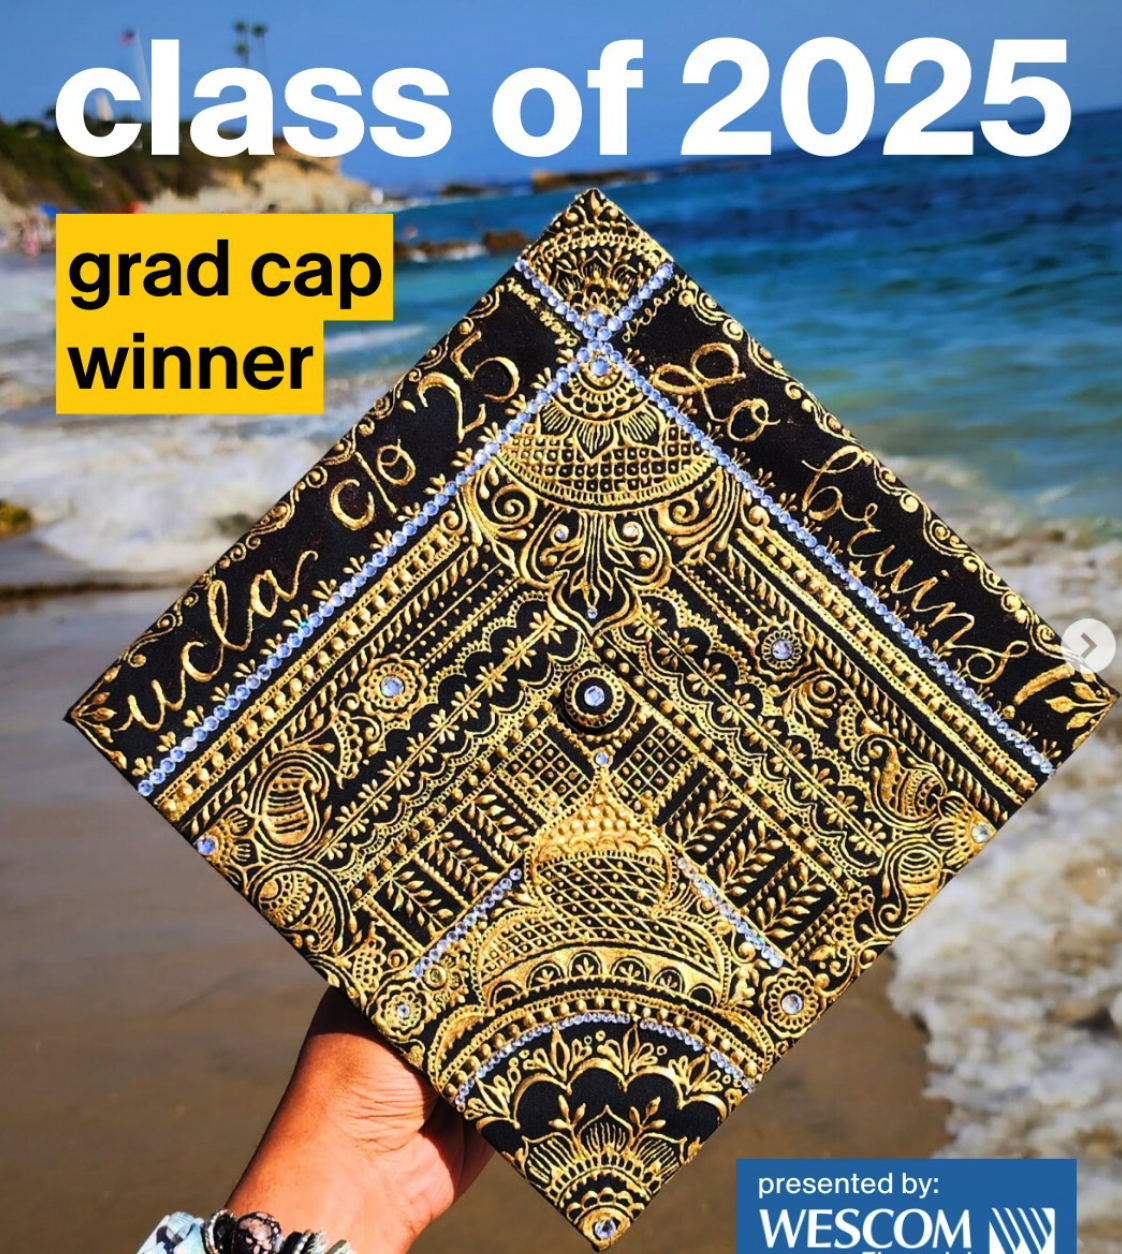 class of 2025
grad cap
winner
ucla c/o '25
go bruins!
presented by:
WESCOM